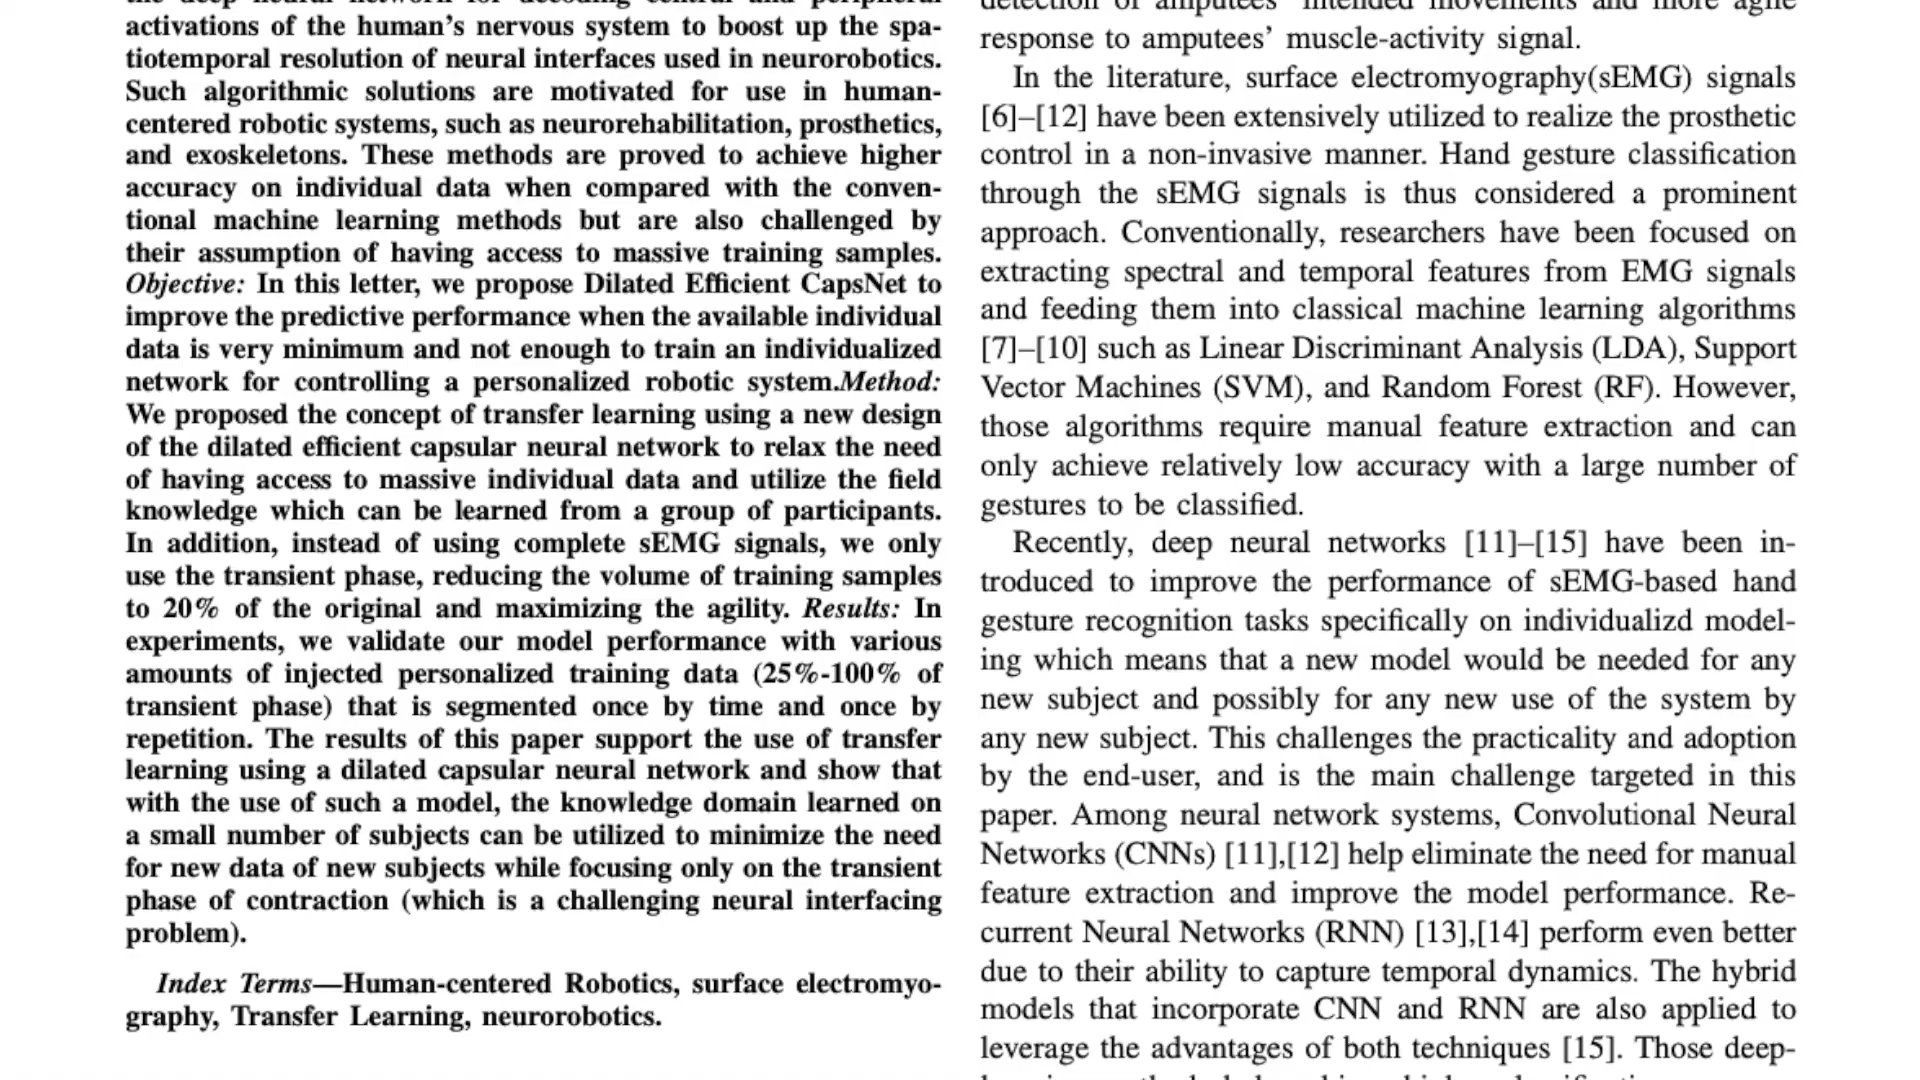 the deep neural network for decoding central and peripheral
activations of the human's nervous system to boost up the spa-
tiotemporal resolution of neural interfaces used in neurorobotics.
Such algorithmic solutions are motivated for use in human-
centered robotic systems, such as neurorehabilitation, prosthetics,
and exoskeletons. These methods are proved to achieve higher
accuracy on individual data when compared with the conven-
tional machine learning methods but are also challenged by
their assumption of having access to massive training samples.
Objective: In this letter, we propose Dilated Efficient CapsNet to
improve the predictive performance when the available individual
data is very minimum and not enough to train an individualized
network for controlling a personalized robotic system.Method:
We proposed the concept of transfer learning using a new design
of the dilated efficient capsular neural network to relax the need
of having access to massive individual data and utilize the field
knowledge which can be learned from a group of participants.
In addition, instead of using complete sEMG signals, we only
use the transient phase, reducing the volume of training samples
to 20% of the original and maximizing the agility. Results: In
experiments, we validate our model performance with various
amounts of injected personalized training data (25%-100% of
transient phase) that is segmented once by time and once by
repetition. The results of this paper support the use of transfer
learning using a dilated capsular neural network and show that
with the use of such a model, the knowledge domain learned on
a small number of subjects can be utilized to minimize the need
for new data of new subjects while focusing only on the transient
phase of contraction (which is a challenging neural interfacing
problem).
Index Terms—Human-centered Robotics, surface electromyo-
graphy, Transfer Learning, neurorobotics.
detection of amputees' intended movements and more agile
response to amputees' muscle-activity signal.
In the literature, surface electromyography(sEMG) signals
[6]–[12] have been extensively utilized to realize the prosthetic
control in a non-invasive manner. Hand gesture classification
through the sEMG signals is thus considered a prominent
approach. Conventionally, researchers have been focused on
extracting spectral and temporal features from EMG signals
and feeding them into classical machine learning algorithms
[7]–[10] such as Linear Discriminant Analysis (LDA), Support
Vector Machines (SVM), and Random Forest (RF). However,
those algorithms require manual feature extraction and can
only achieve relatively low accuracy with a large number of
gestures to be classified.
Recently, deep neural networks [11]–[15] have been in-
troduced to improve the performance of sEMG-based hand
gesture recognition tasks specifically on individualizd model-
ing which means that a new model would be needed for any
new subject and possibly for any new use of the system by
any new subject. This challenges the practicality and adoption
by the end-user, and is the main challenge targeted in this
paper. Among neural network systems, Convolutional Neural
Networks (CNNs) [11],[12] help eliminate the need for manual
feature extraction and improve the model performance. Re-
current Neural Networks (RNN) [13],[14] perform even better
due to their ability to capture temporal dynamics. The hybrid
models that incorporate CNN and RNN are also applied to
leverage the advantages of both techniques [15]. Those deep-